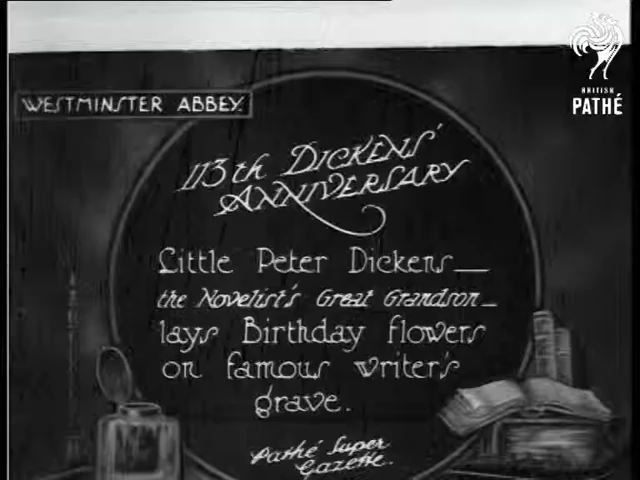 BRITISH
PATHÉ
WESTMINSTER ABBEY.
113th DICKENS'
ANNIVERSARY
Little Peter Dickens—
the Novelist's Great Grandson—
lays Birthday flowers
on famous writer's
grave.
Pathé Super
Gazette.